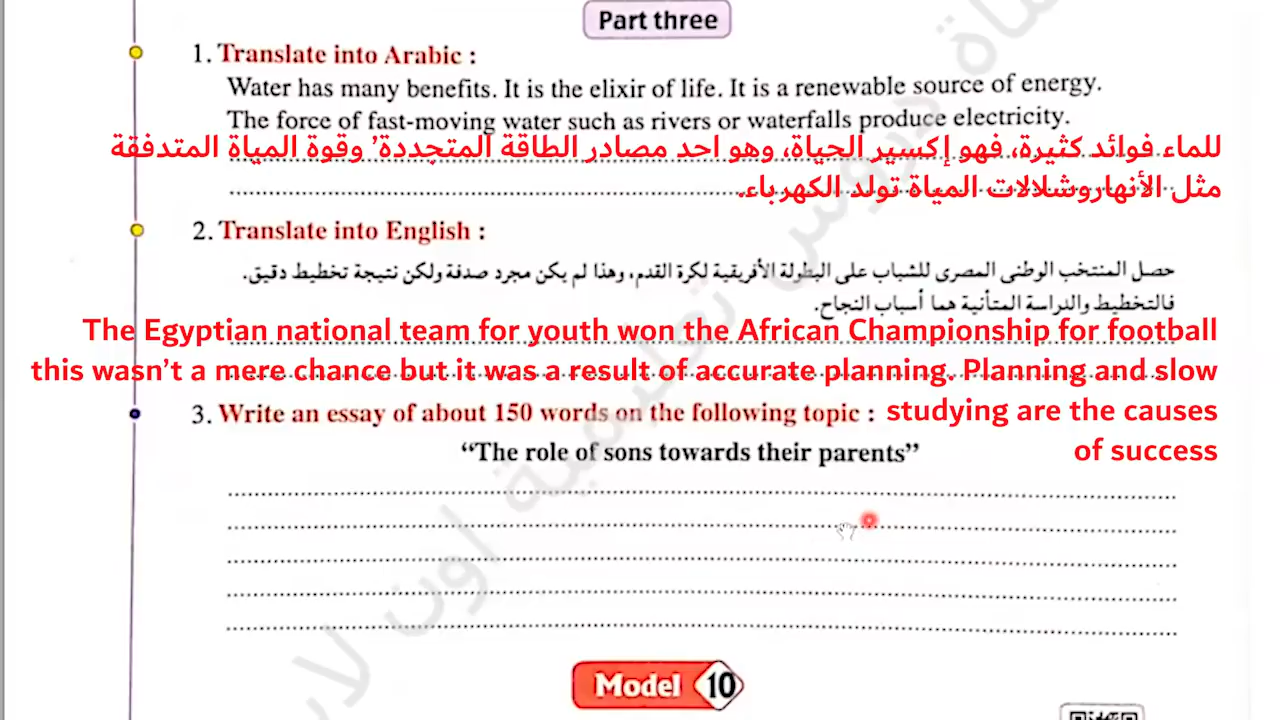 Part three
1. Translate into Arabic :
Water has many benefits. It is the elixir of life. It is a renewable source of energy.
The force of fast-moving water such as rivers or waterfalls produce electricity.
للماء فوائد كثيرة، فهو إكسير الحياة، وهو احد مصادر الطاقة المتجددة’ وقوة المياة المتدفقة
مثل الأنهاروشلالات المياة تولد الكهرباء.
2. Translate into English :
حصل المنتخب الوطنى المصرى للشباب على البطولة الأفريقية لكرة القدم، وهذا لم يكن مجرد صدفة ولكن نتيجة تخطيط دقيق.
فالتخطيط والدراسة المتأنية هما أسباب النجاح.
The Egyptian national team for youth won the African Championship for football
this wasn’t a mere chance but it was a result of accurate planning. Planning and slow
studying are the causes
of success
3. Write an essay of about 150 words on the following topic :
“The role of sons towards their parents”
Model 10